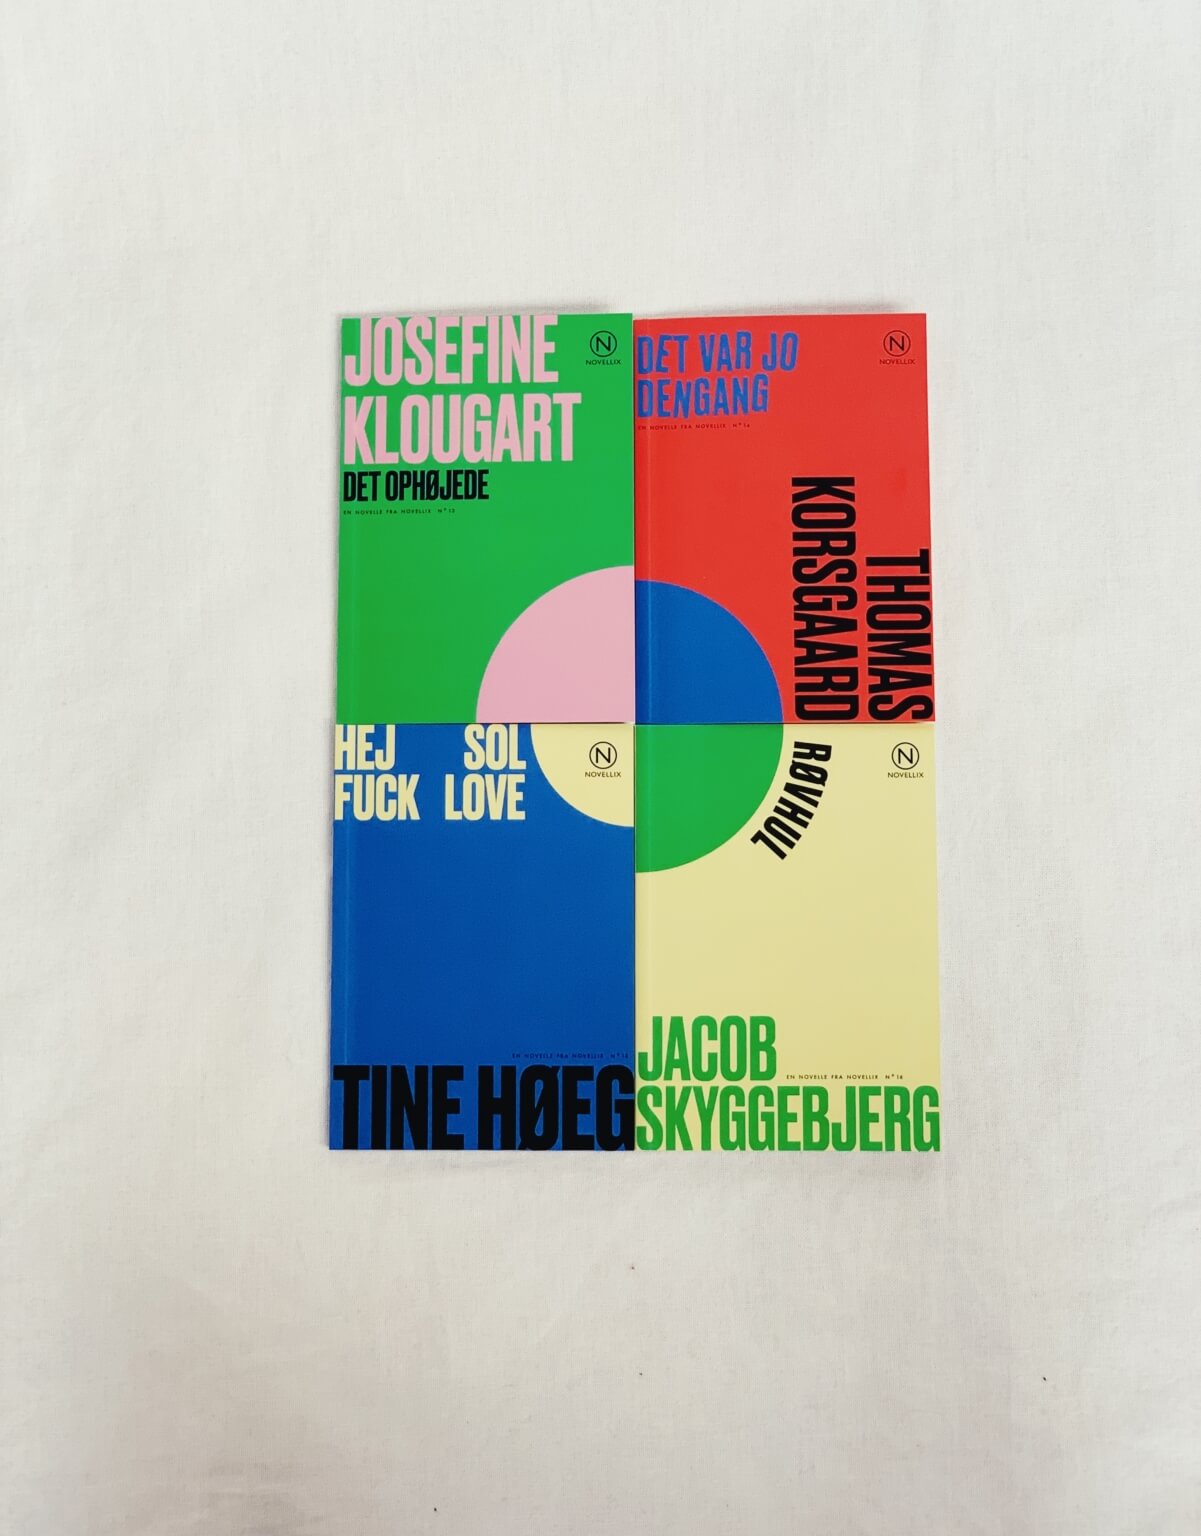 JOSEFINE
KLOUGART
DET OPHØJEDE
EN NOVELLE FRA NOVELLIX
N
NOVELLIX
DET VAR JO
DENGANG
EN NOVELLE FRA NOVELLIX N° 14
N
NOVELLIX
THOMAS
KORSGAARD
HEJ SOL
FUCK LOVE
N
NOVELLIX
EN NOVELLE FRA NOVELLIX
TINE HØEG
RØVHUL
N
NOVELLIX
JACOB
EN NOVELLE FRA NOVELLIX N° 16
SKYGGEBJERG